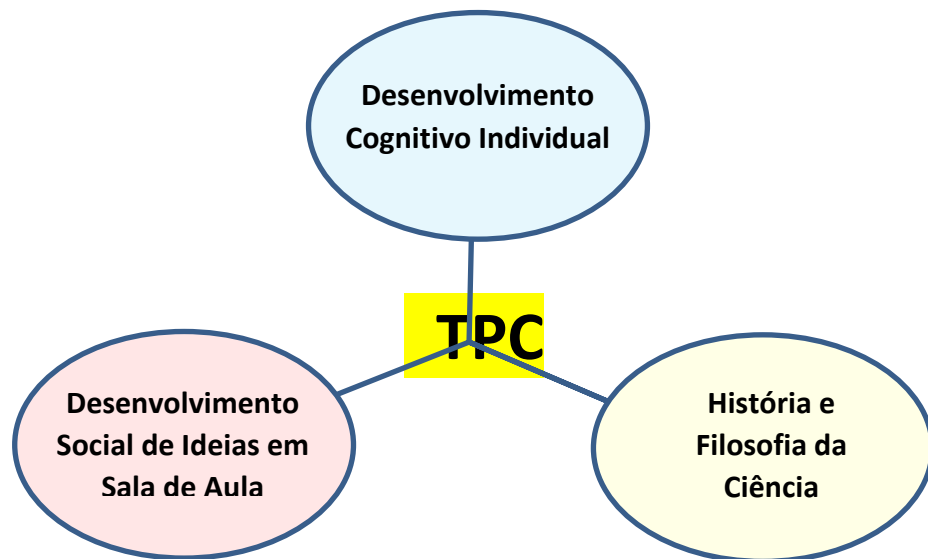 Desenvolvimento
Cognitivo Individual
TPC
Desenvolvimento
Social de Ideias em
Sala de Aula
História e
Filosofia da
Ciência